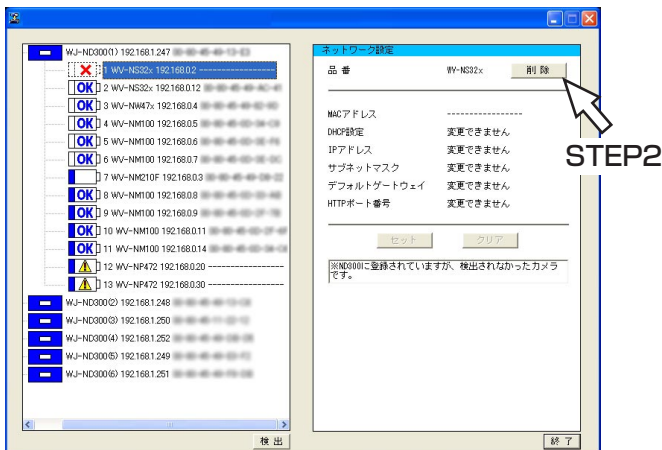 WJ-ND300(1) 192.168.1.247
1 WV-NS32x 192.168.0.2 -----------------
OK 2 WV-NS32x 192.168.0.12
OK 3 WV-NW47x 192.168.0.4
OK 4 WV-NM100 192.168.0.5
OK 5 WV-NM100 192.168.0.6
OK 6 WV-NM100 192.168.0.7
7 WV-NM210F 192.168.0.3
OK 8 WV-NM100 192.168.0.8
OK 9 WV-NM100 192.168.0.9
OK 10 WV-NM100 192.168.0.11
OK 11 WV-NM100 192.168.0.14
12 WV-NP472 192.168.0.20 -----------------
13 WV-NP472 192.168.0.30 -----------------
WJ-ND300(2) 192.168.1.248
WJ-ND300(3) 192.168.1.250
WJ-ND300(4) 192.168.1.252
WJ-ND300(5) 192.168.1.249
WJ-ND300(6) 192.168.1.251
検 出
ネットワーク設定
品 番 WV-NS32x 削 除
MACアドレス -----------------
DHCP設定 変更できません
IPアドレス 変更できません
サブネットマスク 変更できません
デフォルトゲートウェイ 変更できません
HTTPポート番号 変更できません
セット クリア
※ND300に登録されていますが、検出されなかったカメラ
です。
終 了
STEP2